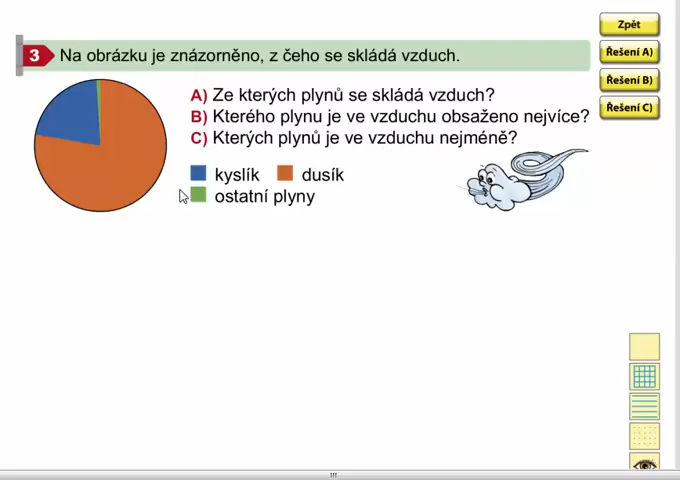 Zpět
3 Na obrázku je znázorněno, z čeho se skládá vzduch.
Řešení A)
Řešení B)
Řešení C)
A) Ze kterých plynů se skládá vzduch?
B) Kterého plynu je ve vzduchu obsaženo nejvíce?
C) Kterých plynů je ve vzduchu nejméně?
kyslík dusík
ostatní plyny